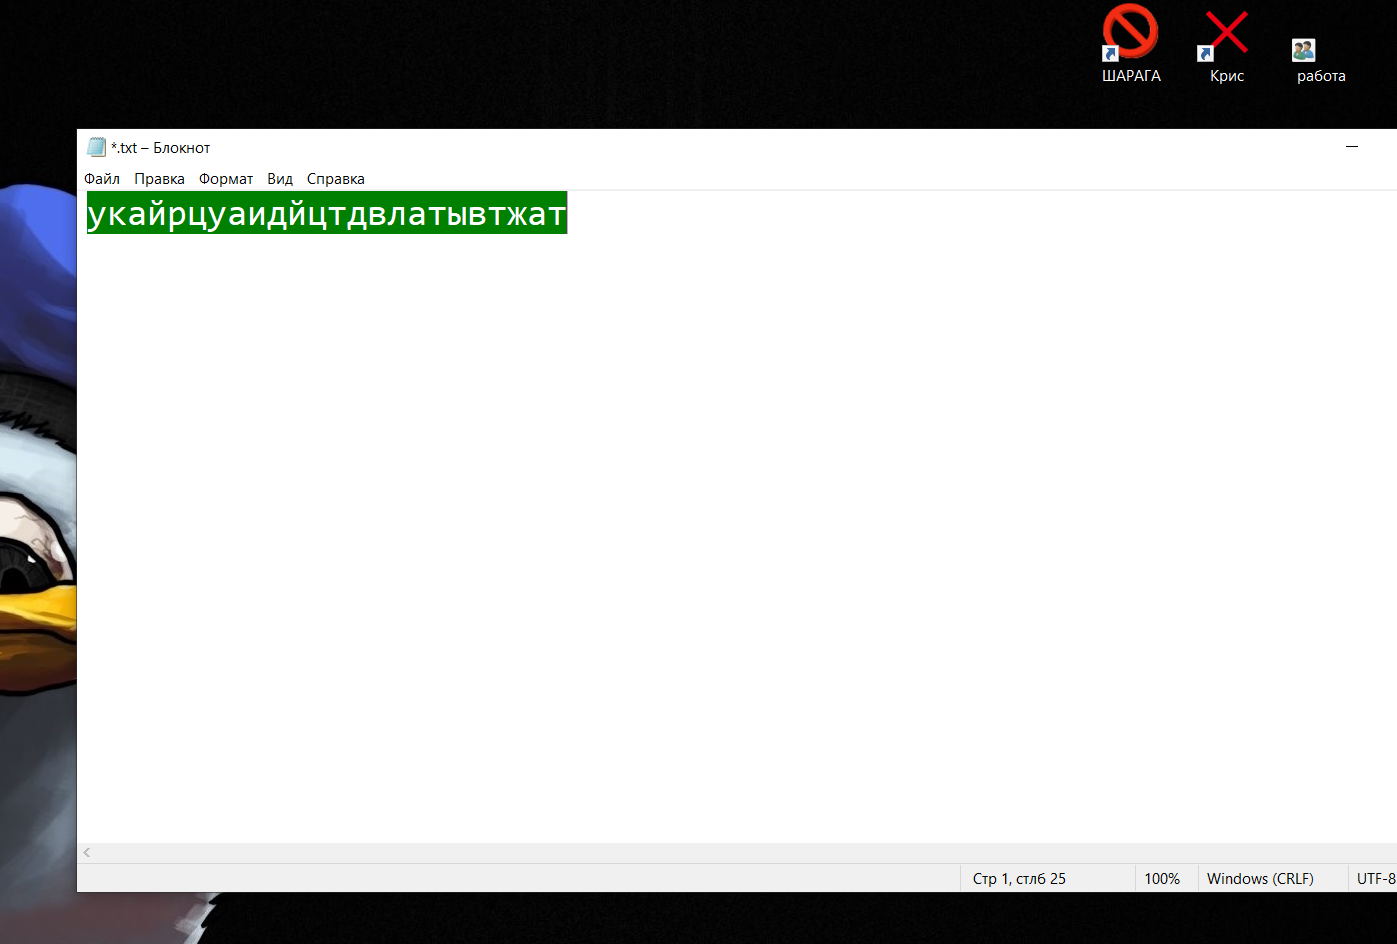 ШАРАГА Крис работа
*.txt – Блокнот
Файл Правка Формат Вид Справка
укайрцуаидйцтдвлатывтжат
Стр 1, стлб 25 100% Windows (CRLF) UTF-8